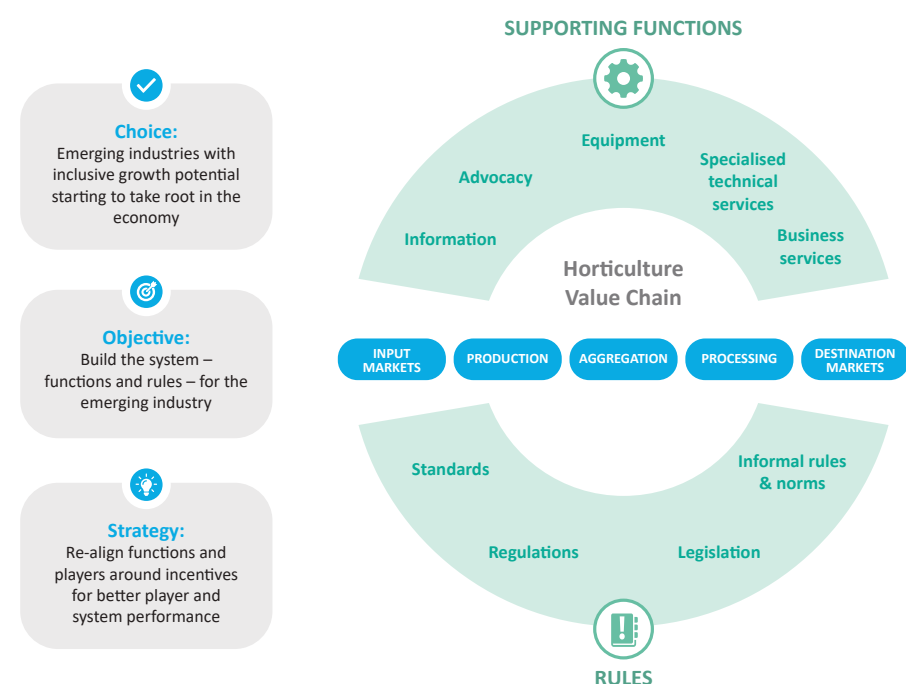 Choice:
Emerging industries with
inclusive growth potential
starting to take root in the
economy
Objective:
Build the system –
functions and rules – for the
emerging industry
Strategy:
Re-align functions and
players around incentives
for better player and
system performance
SUPPORTING FUNCTIONS
Information
Advocacy
Equipment
Specialised
technical
services
Business
services
Horticulture
Value Chain
INPUT
MARKETS
PRODUCTION
AGGREGATION
PROCESSING
DESTINATION
MARKETS
Standards
Regulations
Legislation
Informal rules
& norms
RULES